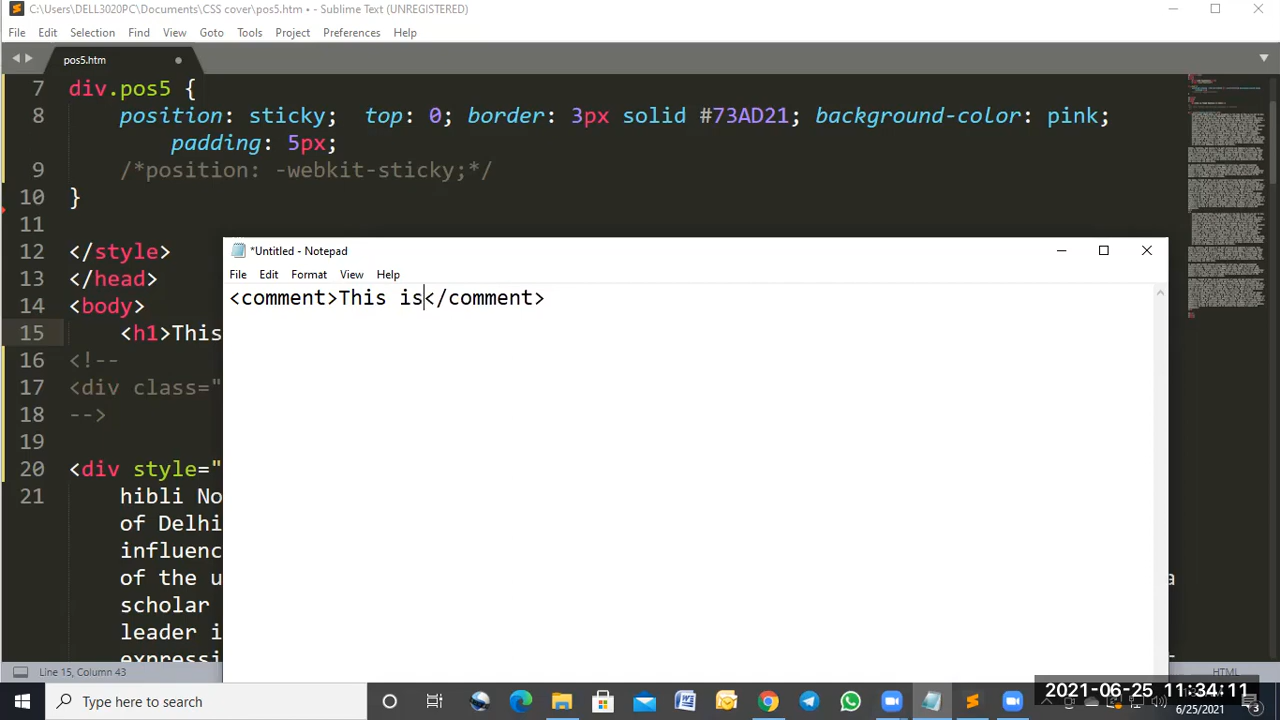 C:\Users\DELL3020PC\Documents\CSS cover\pos5.htm • - Sublime Text (UNREGISTERED)
File Edit Selection Find View Goto Tools Project Preferences Help
pos5.htm
7 div.pos5 {
8 position: sticky; top: 0; border: 3px solid #73AD21; background-color: pink;
padding: 5px;
9 /*position: -webkit-sticky;*/
10 }
11
12 </style>
13 </head>
14 <body>
15 <h1>This
16 <!--
17 <div class="
18 -->
19
20 <div style="
21 hibli No
of Delhi
influenc
of the u
scholar
leader i
expressi
*Untitled - Notepad
File Edit Format View Help
<comment>This is</comment>
Line 15, Column 43
HTML
Type here to search
2021-06-25 11:34:11
6/25/2021
3